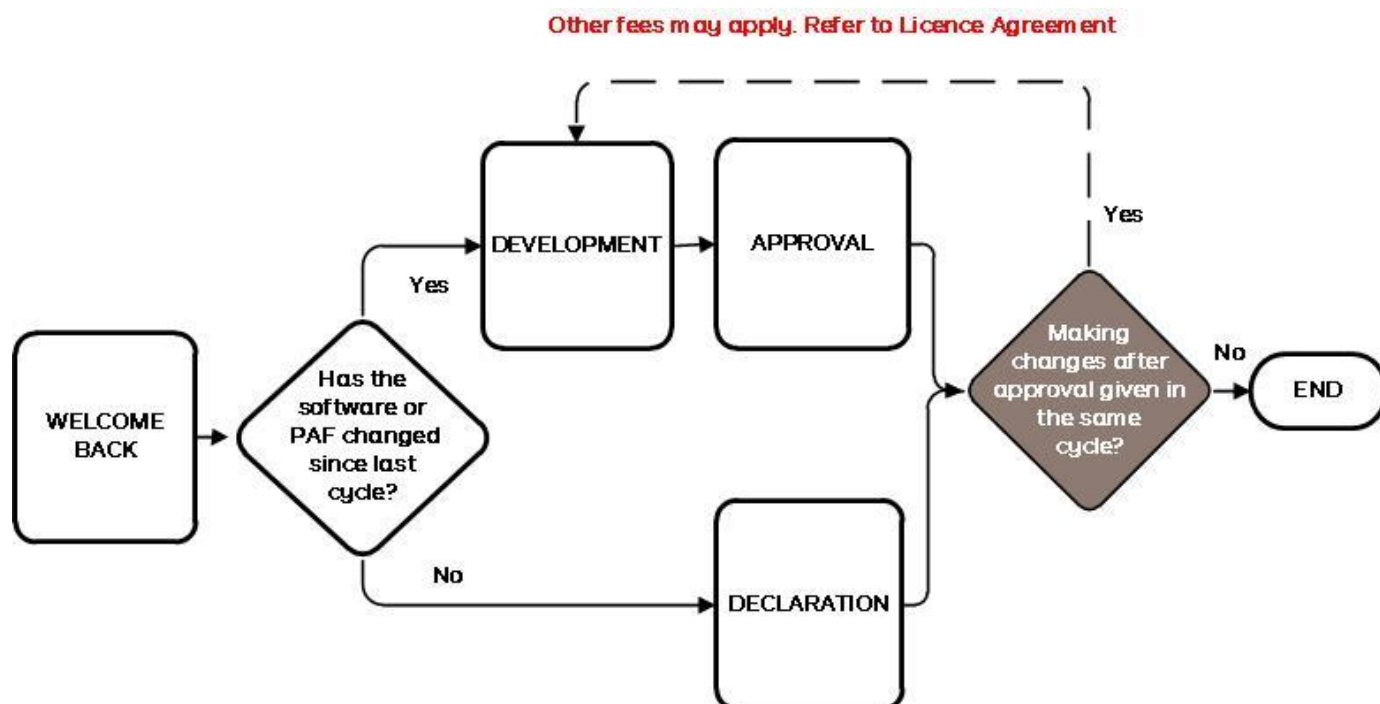 Other fees may apply. Refer to Licence Agreement
Yes
DEVELOPMENT
APPROVAL
Yes
WELCOME
BACK
Has the
software or
PAF changed
since last
cycle?
Making
changes after
approval given in
the same
cycle?
No
END
No
DECLARATION